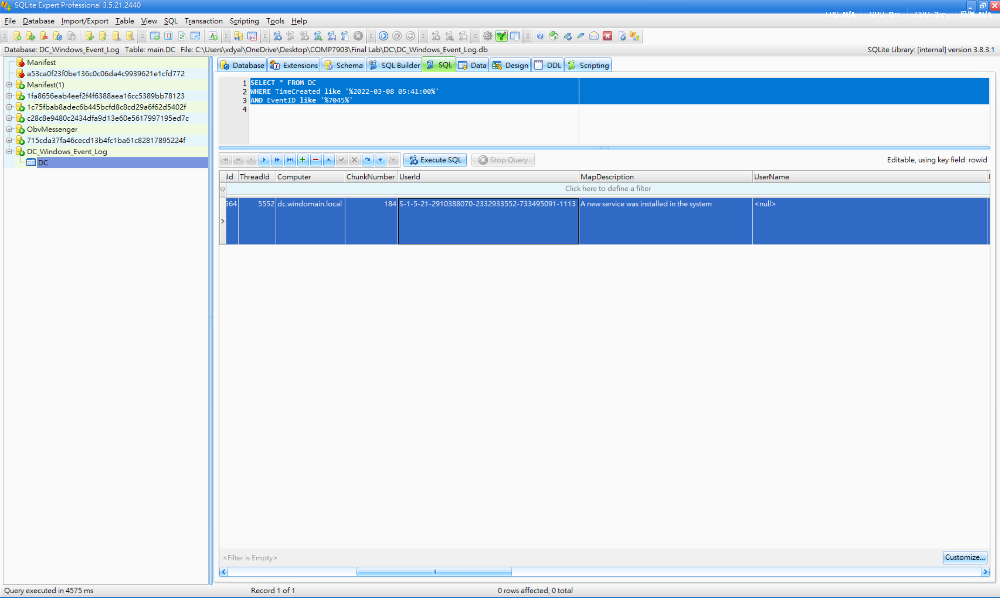 SQLite Expert Professional 3.5.21.2440
FPS N/A GPU 0% CPU 3% 延遲 N/A
File Database Import/Export Table View SQL Transaction Scripting Tools Help
Database: DC_Windows_Event_Log Table: main.DC File: C:\Users\xdyal\OneDrive\Desktop\COMP7903\Final Lab\DC\DC_Windows_Event_Log.db SQLite Library: [internal] version 3.8.3.1
Manifest
a53ca0f23f0be136c0c06da4c9939621e1cfd772
Manifest(1)
1fa8656eab4eef2f4f6388aea16cc5389bb78123
1c75fbab8adec6b445bcfd8c8cd29a6f62d5402f
c28c8e9480c2434dfa9d13e60e5617997195ed7c
ObvMessenger
715cda37fa46cecd13b4fc1ba61c82817895224f
DC_Windows_Event_Log
DC
Database Extensions Schema SQL Builder SQL Data Design DDL Scripting
1 SELECT * FROM DC
2 WHERE TimeCreated like '%2022-03-08 05:41:00%'
3 AND EventID like '%7045%'
4
Execute SQL Stop Query Editable, using key field: rowid
Id ThreadId Computer ChunkNumber UserId MapDescription UserName
Click here to define a filter
564 5552 dc.windomain.local 184 S-1-5-21-2910388070-2332933552-733495091-1113 A new service was installed in the system <null>
<Filter is Empty> Customize...
Query executed in 4575 ms Record 1 of 1 0 rows affected, 0 total